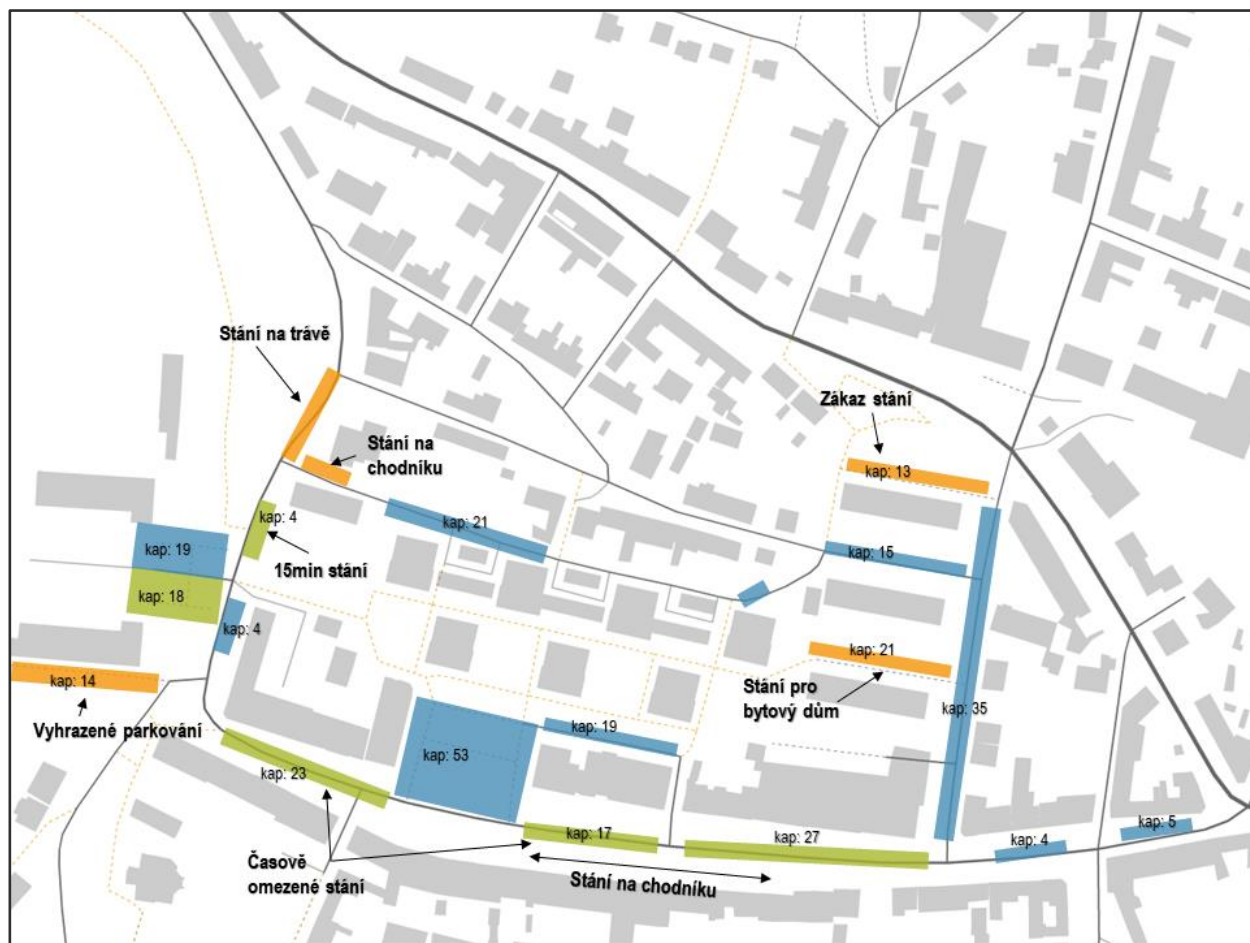 Stání na trávě
Zákaz stání
Stání na
chodníku
kap: 13
kap: 4
kap: 21
kap: 19
15min stání
kap: 15
kap: 18
kap: 4
kap: 21
kap: 14
Stání pro
bytový dům
kap: 35
Vyhrazené parkování
kap: 19
kap: 53
kap: 23
kap: 17
kap: 27
kap: 4
kap: 5
Časově
omezené stání
Stání na chodníku